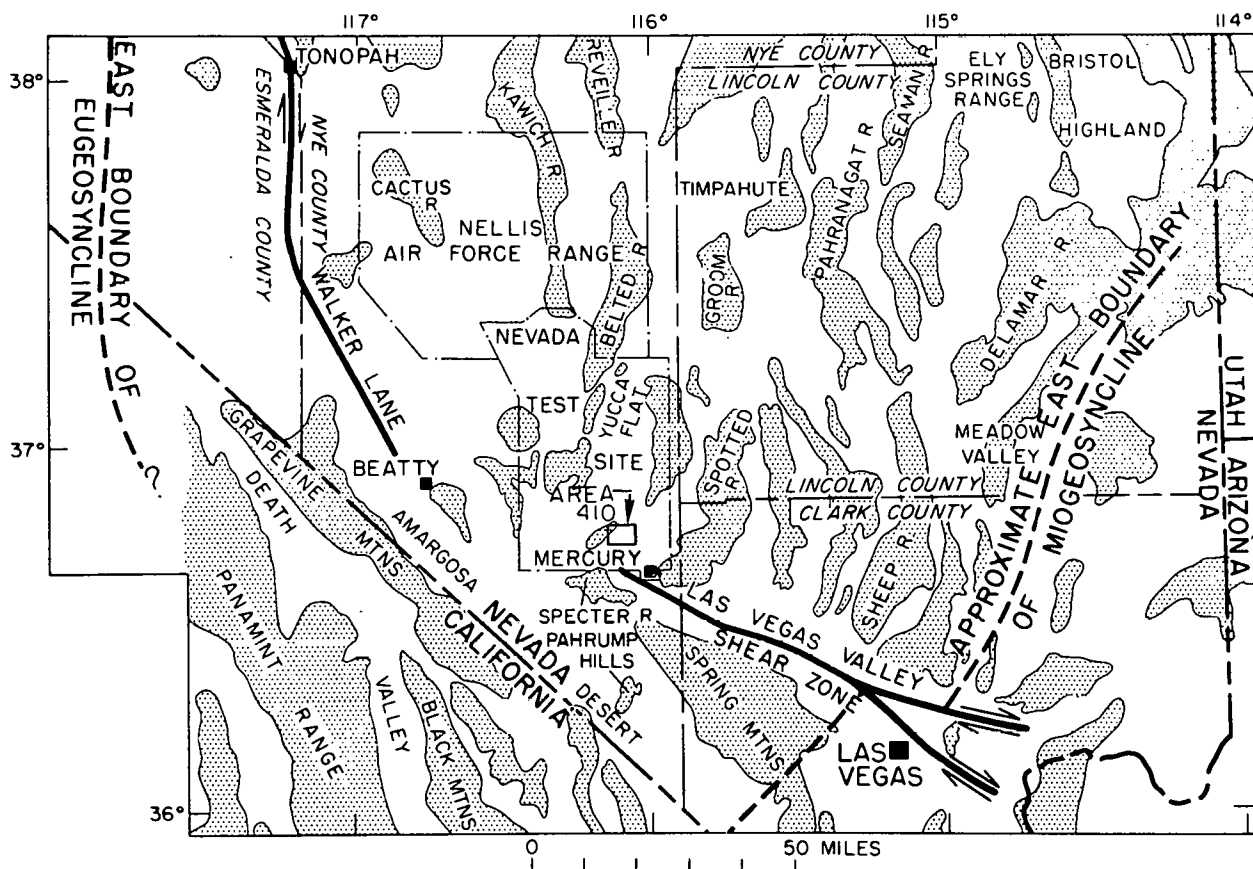 117° 116° 115° 114°
38°
37°
36°
TONOPAH
EAST BOUNDARY OF
EUGEOSYNCLINE
?
ESMERALDA COUNTY
NYE COUNTY
WALKER LANE
KAWICH R
REVEILLE R
NYE COUNTY
LINCOLN COUNTY
SEAMAN R
ELY
SPRINGS
RANGE
BRISTOL
HIGHLAND
CACTUS
R
NELLIS
AIR FORCE RANGE
TIMPAHUTE
PAHRANAGAT R
BELTED R
GROOM
R
DELAMAR R
APPROXIMATE EAST BOUNDARY
OF MIOGEOSYNCLINE
NEVADA
TEST
SITE
YUCCA
FLAT
UTAH ARIZONA
NEVADA
GRAPEVINE
MTNS
DEATH
VALLEY
BEATTY
AMARGOSA
DESERT
AREA
410
MERCURY
SPOTTED
R
MEADOW
VALLEY
LINCOLN COUNTY
CLARK COUNTY
SHEEP R
PANAMINT
RANGE
BLACK MTNS
NEVADA
CALIFORNIA
SPECTER R
PAHRUMP
HILLS
SPRING MTNS
LAS VEGAS VALLEY
SHEAR ZONE
LAS
VEGAS
0 50 MILES